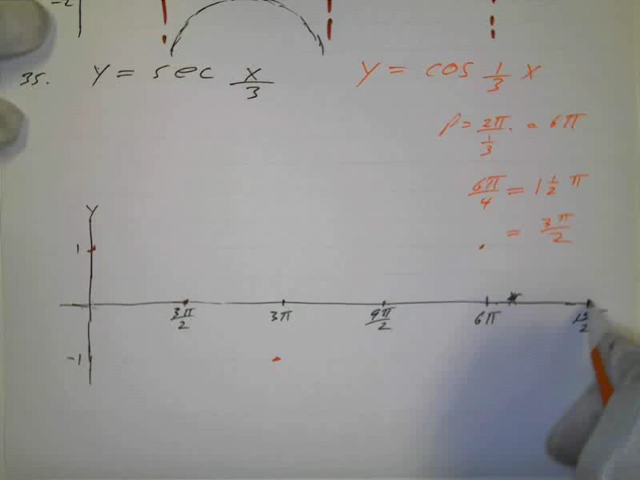 -2
35. y = sec x/3 y = cos 1/3 x
P = 2π/(1/3) = 6π
6π/4 = 1 1/2 π
= 3π/2
y
1
3π/2 3π 9π/2 6π
-1